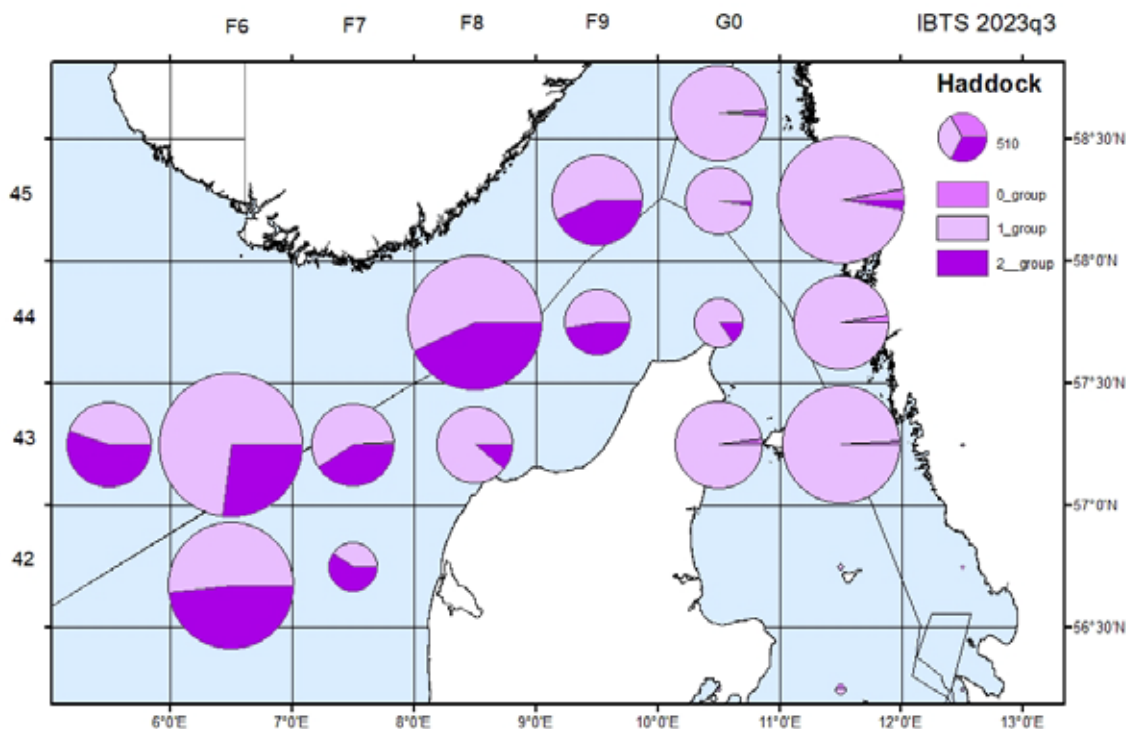 F6 F7 F8 F9 G0 IBTS 2023q3
Haddock
510
0_group
1_group
2__group
45
44
43
42
58°30'N
58°0'N
57°30'N
57°0'N
56°30'N
6°0'E 7°0'E 8°0'E 9°0'E 10°0'E 11°0'E 12°0'E 13°0'E